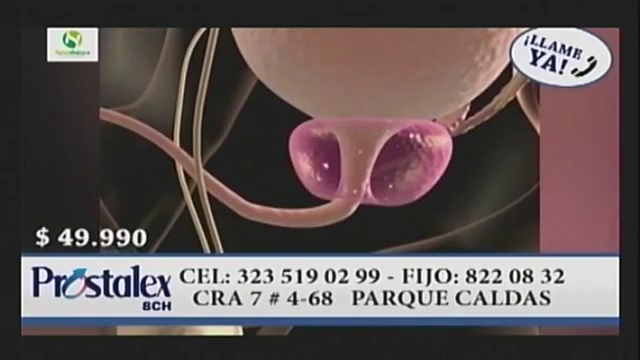 ¡LLAME
YA!
$ 49.990
Prostalex
BCH
CEL: 323 519 02 99 - FIJO: 822 08 32
CRA 7 # 4-68 PARQUE CALDAS